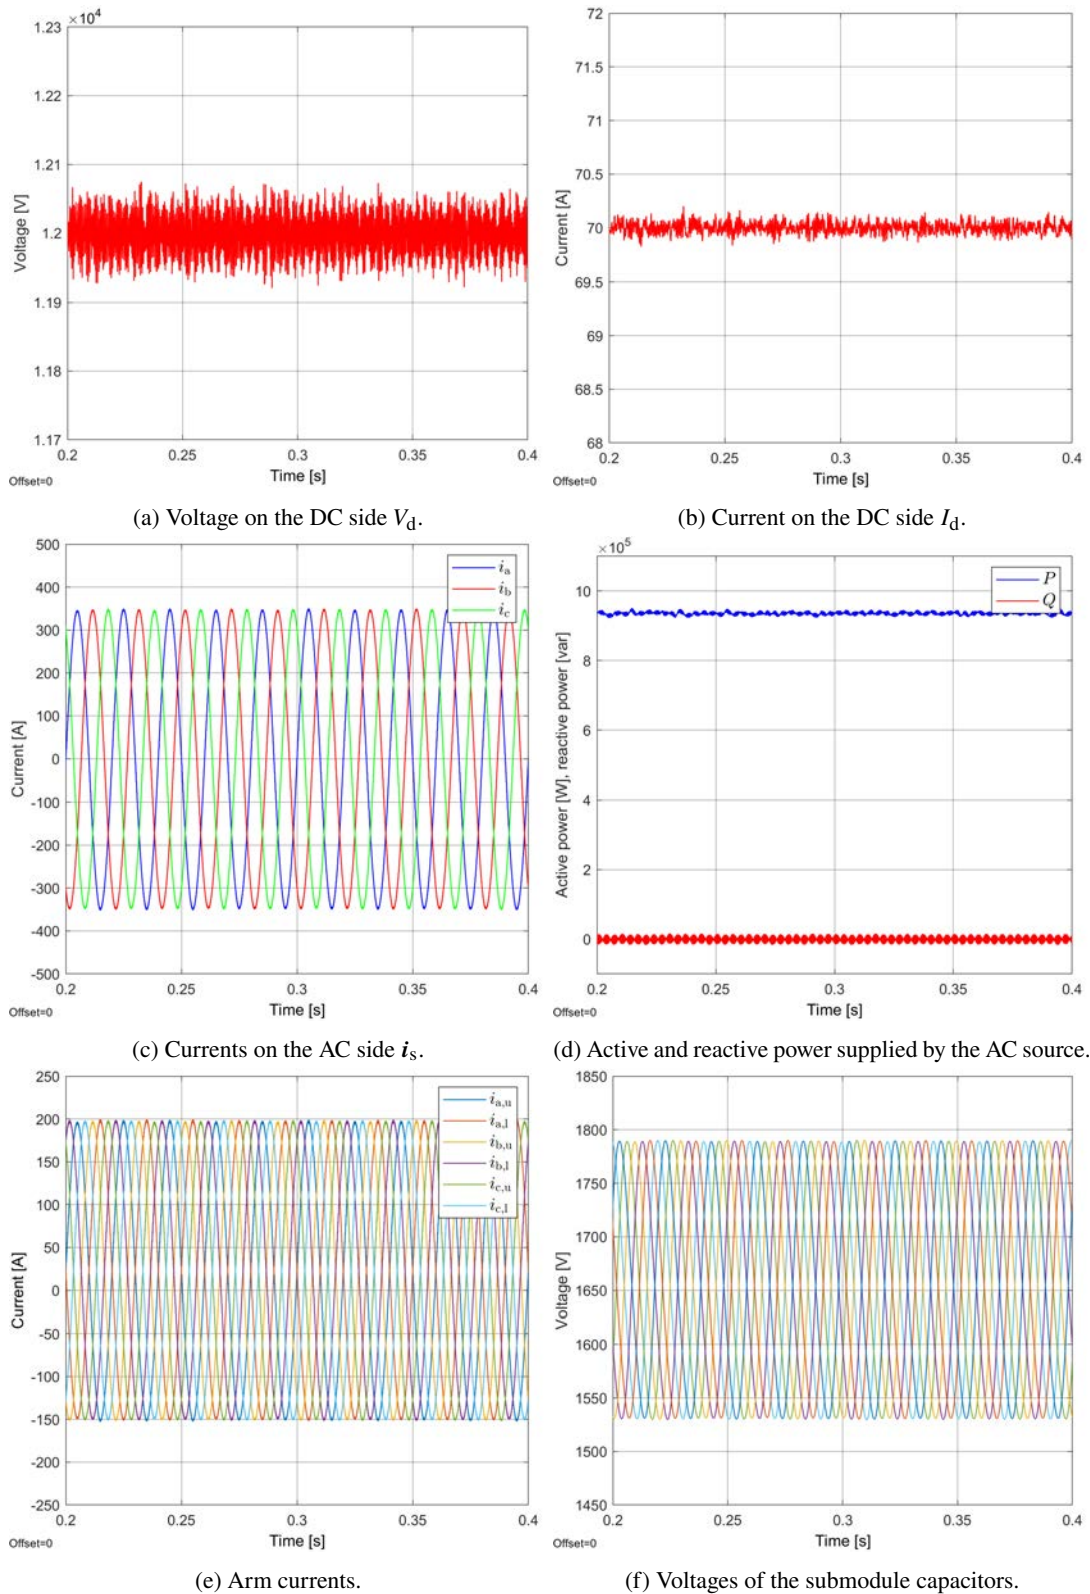 ×10⁴
1.23
1.22
1.21
1.2
1.19
1.18
1.17
Voltage [V]
0.2 0.25 0.3 0.35 0.4
Time [s]
Offset=0
(a) Voltage on the DC side V_d.
72
71.5
71
70.5
70
69.5
69
68.5
68
Current [A]
0.2 0.25 0.3 0.35 0.4
Time [s]
Offset=0
(b) Current on the DC side I_d.
500
400
300
200
100
0
-100
-200
-300
-400
-500
Current [A]
i_a
i_b
i_c
0.2 0.25 0.3 0.35 0.4
Time [s]
Offset=0
(c) Currents on the AC side i_s.
×10⁵
10
8
6
4
2
0
Active power [W], reactive power [var]
P
Q
0.2 0.25 0.3 0.35 0.4
Time [s]
Offset=0
(d) Active and reactive power supplied by the AC source.
250
200
150
100
50
0
-50
-100
-150
-200
-250
Current [A]
i_a,u
i_a,l
i_b,u
i_b,l
i_c,u
i_c,l
0.2 0.25 0.3 0.35 0.4
Time [s]
Offset=0
(e) Arm currents.
1850
1800
1750
1700
1650
1600
1550
1500
1450
Voltage [V]
0.2 0.25 0.3 0.35 0.4
Time [s]
Offset=0
(f) Voltages of the submodule capacitors.